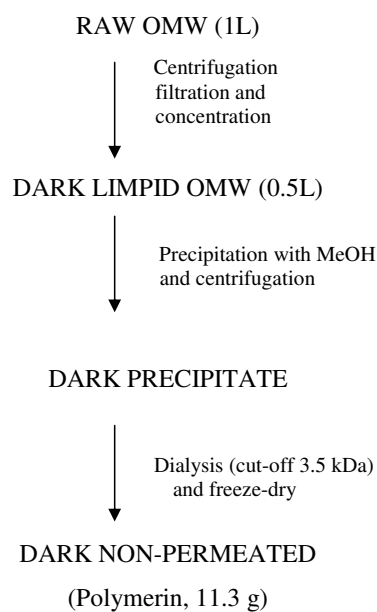 RAW OMW (1L)
Centrifugation
filtration and
concentration
DARK LIMPID OMW (0.5L)
Precipitation with MeOH
and centrifugation
DARK PRECIPITATE
Dialysis (cut-off 3.5 kDa)
and freeze-dry
DARK NON-PERMEATED
(Polymerin, 11.3 g)